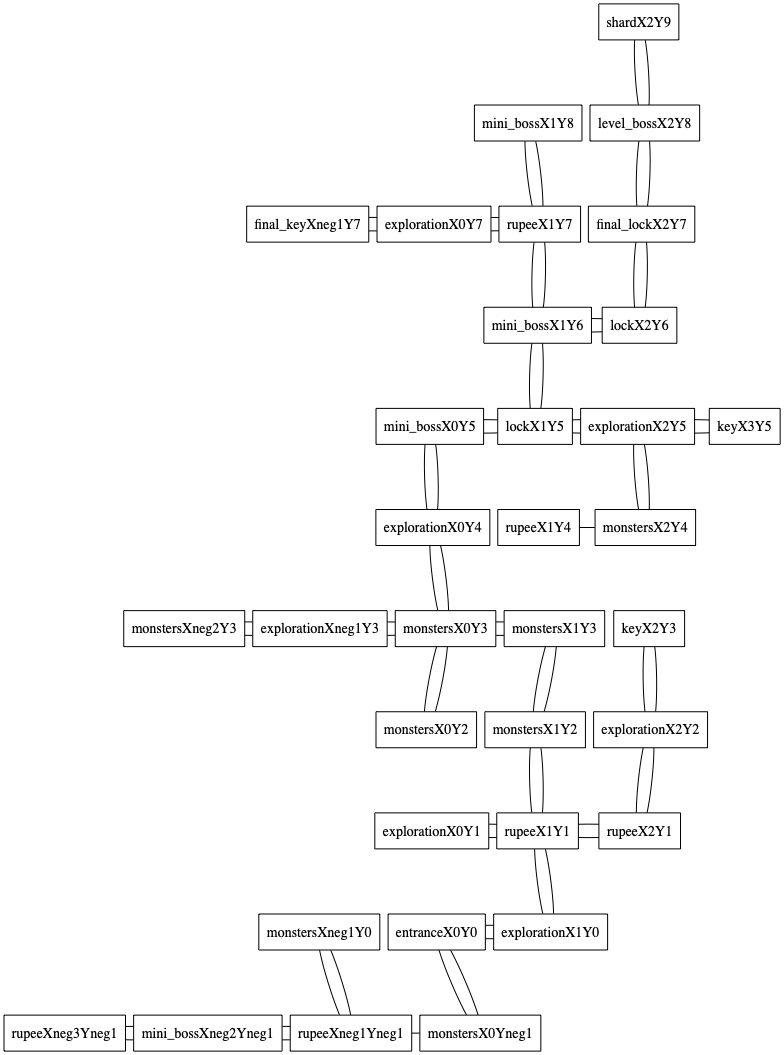 shardX2Y9
mini_bossX1Y8
level_bossX2Y8
final_keyXneg1Y7
explorationX0Y7
rupeeX1Y7
final_lockX2Y7
mini_bossX1Y6
lockX2Y6
mini_bossX0Y5
lockX1Y5
explorationX2Y5
keyX3Y5
explorationX0Y4
rupeeX1Y4
monstersX2Y4
monstersXneg2Y3
explorationXneg1Y3
monstersX0Y3
monstersX1Y3
keyX2Y3
monstersX0Y2
monstersX1Y2
explorationX2Y2
explorationX0Y1
rupeeX1Y1
rupeeX2Y1
monstersXneg1Y0
entranceX0Y0
explorationX1Y0
rupeeXneg3Yneg1
mini_bossXneg2Yneg1
rupeeXneg1Yneg1
monstersX0Yneg1